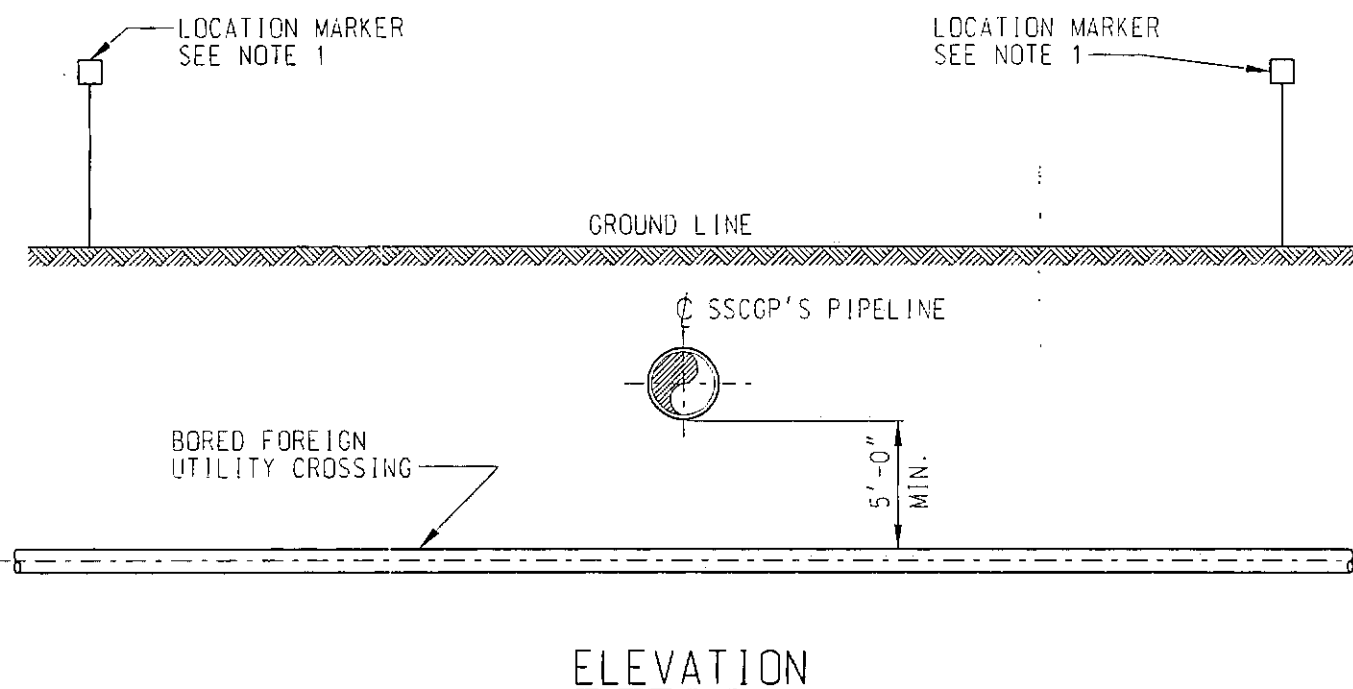 LOCATION MARKER
SEE NOTE 1
LOCATION MARKER
SEE NOTE 1
GROUND LINE
℄ SSCGP'S PIPELINE
BORED FOREIGN
UTILITY CROSSING
5'-0"
MIN.
ELEVATION